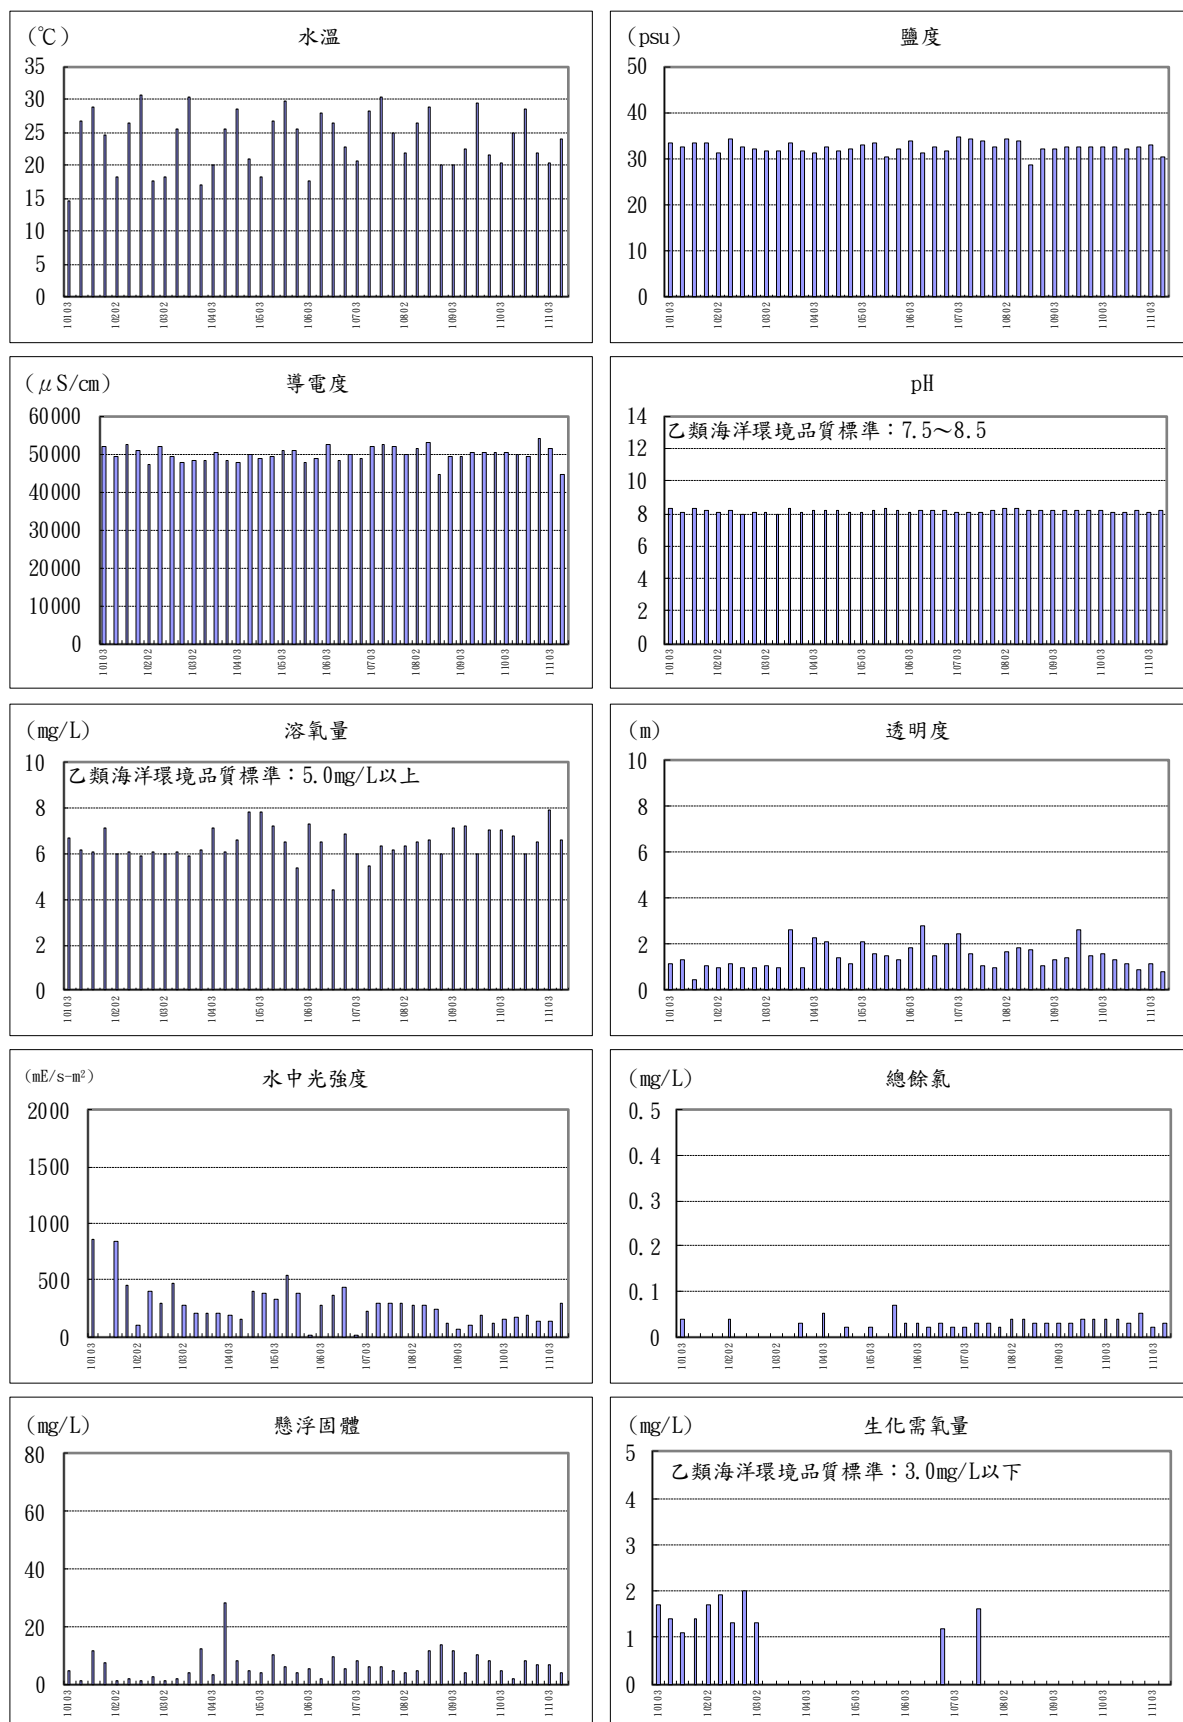 (℃) 水溫
35
30
25
20
15
10
5
0
10103 10202 10302 10403 10503 10603 10703 10802 10903 11003 11103
(psu) 鹽度
50
40
30
20
10
0
10103 10202 10302 10403 10503 10603 10703 10802 10903 11003 11103
(μS/cm) 導電度
60000
50000
40000
30000
20000
10000
0
10103 10202 10302 10403 10503 10603 10703 10802 10903 11003 11103
pH
乙類海洋環境品質標準：7.5～8.5
14
12
10
8
6
4
2
0
10103 10202 10302 10403 10503 10603 10703 10802 10903 11003 11103
(mg/L) 溶氧量
乙類海洋環境品質標準：5.0mg/L以上
10
8
6
4
2
0
10103 10202 10302 10403 10503 10603 10703 10802 10903 11003 11103
(m) 透明度
10
8
6
4
2
0
10103 10202 10302 10403 10503 10603 10703 10802 10903 11003 11103
(mE/s-m²) 水中光強度
2000
1500
1000
500
0
10103 10202 10302 10403 10503 10603 10703 10802 10903 11003 11103
(mg/L) 總餘氯
0.5
0.4
0.3
0.2
0.1
0
10103 10202 10302 10403 10503 10603 10703 10802 10903 11003 11103
(mg/L) 懸浮固體
80
60
40
20
0
10103 10202 10302 10403 10503 10603 10703 10802 10903 11003 11103
(mg/L) 生化需氧量
乙類海洋環境品質標準：3.0mg/L以下
5
4
3
2
1
0
10103 10202 10302 10403 10503 10603 10703 10802 10903 11003 11103